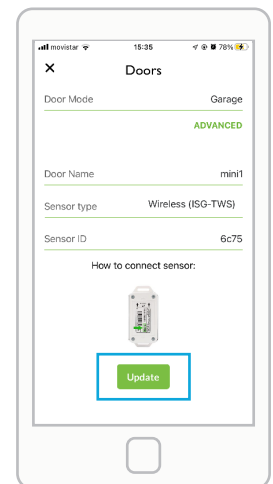 movistar 15:35 78%
× Doors
Door Mode Garage
ADVANCED
Door Name mini1
Sensor type Wireless (ISG-TWS)
Sensor ID 6c75
How to connect sensor:
Update